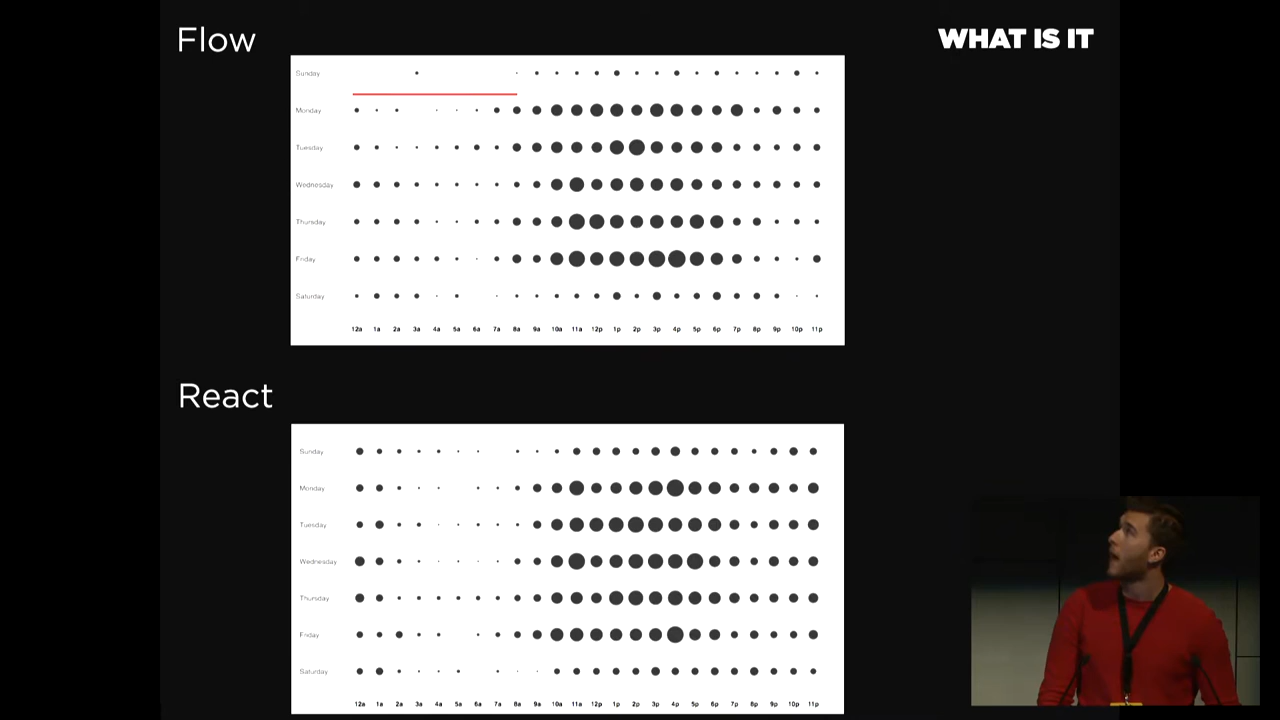 Flow
WHAT IS IT
Sunday
Monday
Tuesday
Wednesday
Thursday
Friday
Saturday
12a 1a 2a 3a 4a 5a 6a 7a 8a 9a 10a 11a 12p 1p 2p 3p 4p 5p 6p 7p 8p 9p 10p 11p
React
Sunday
Monday
Tuesday
Wednesday
Thursday
Friday
Saturday
12a 1a 2a 3a 4a 5a 6a 7a 8a 9a 10a 11a 12p 1p 2p 3p 4p 5p 6p 7p 8p 9p 10p 11p